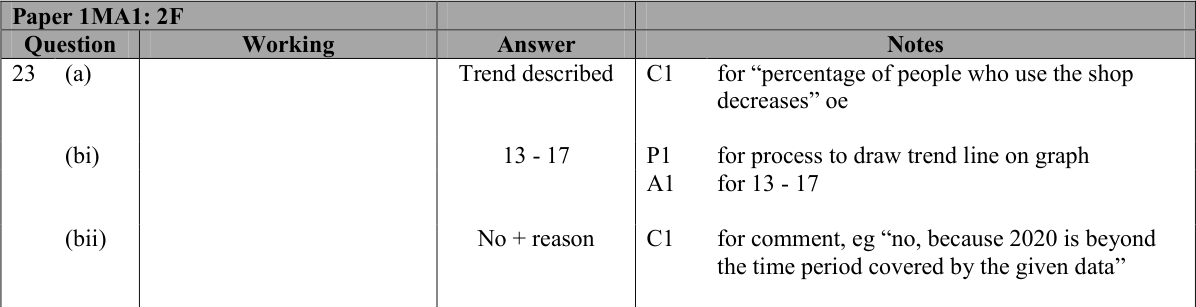 Paper 1MA1: 2F
Question Working Answer Notes
23 (a) Trend described C1 for “percentage of people who use the shop
decreases” oe
(bi) 13 - 17 P1 for process to draw trend line on graph
A1 for 13 - 17
(bii) No + reason C1 for comment, eg “no, because 2020 is beyond
the time period covered by the given data”